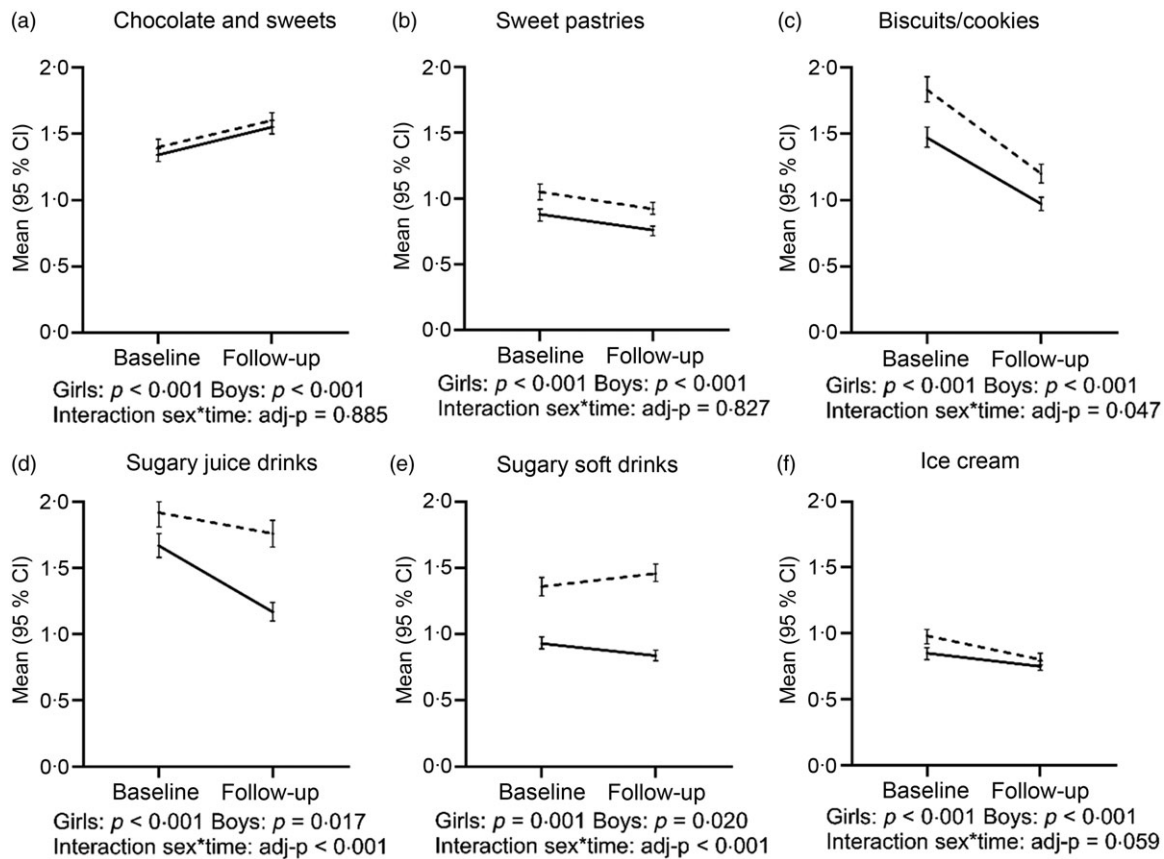 (a) Chocolate and sweets
Mean (95 % CI)
2·0
1·5
1·0
0·5
0·0
Baseline Follow-up
Girls: p < 0·001 Boys: p < 0·001
Interaction sex*time: adj-p = 0·885
(b) Sweet pastries
Mean (95 % CI)
2·0
1·5
1·0
0·5
0·0
Baseline Follow-up
Girls: p < 0·001 Boys: p < 0·001
Interaction sex*time: adj-p = 0·827
(c) Biscuits/cookies
Mean (95 % CI)
2·0
1·5
1·0
0·5
0·0
Baseline Follow-up
Girls: p < 0·001 Boys: p < 0·001
Interaction sex*time: adj-p = 0·047
(d) Sugary juice drinks
Mean (95 % CI)
2·0
1·5
1·0
0·5
0·0
Baseline Follow-up
Girls: p < 0·001 Boys: p = 0·017
Interaction sex*time: adj-p < 0·001
(e) Sugary soft drinks
Mean (95 % CI)
2·0
1·5
1·0
0·5
0·0
Baseline Follow-up
Girls: p = 0·001 Boys: p = 0·020
Interaction sex*time: adj-p < 0·001
(f) Ice cream
Mean (95 % CI)
2·0
1·5
1·0
0·5
0·0
Baseline Follow-up
Girls: p < 0·001 Boys: p < 0·001
Interaction sex*time: adj-p = 0·059